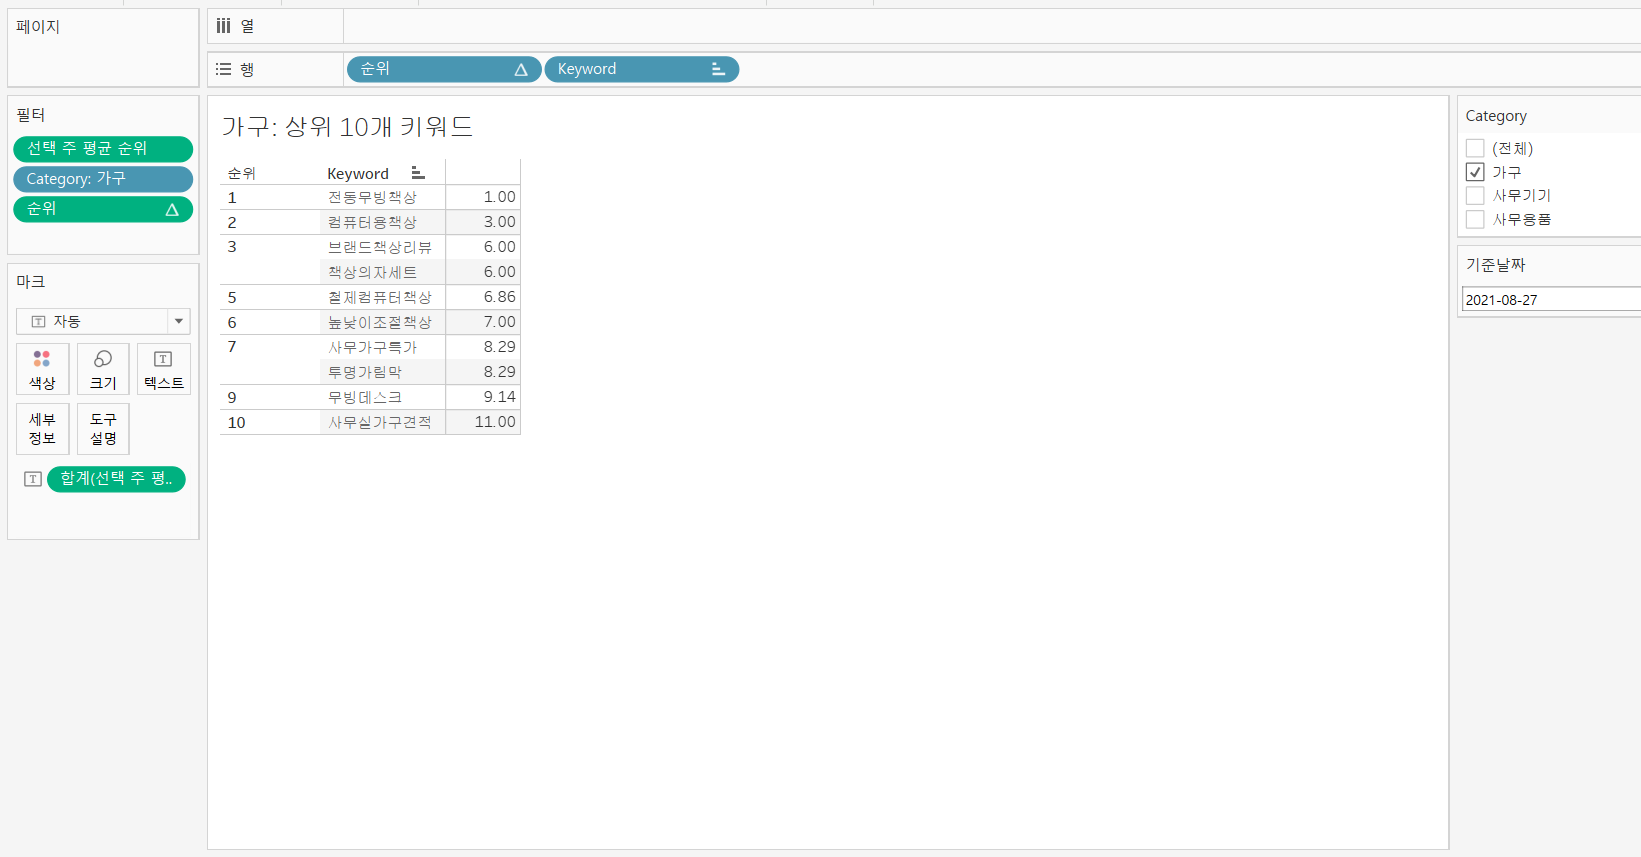 페이지
열
행
순위
Keyword
필터
선택 주 평균 순위
Category: 가구
순위
마크
자동
색상
크기
텍스트
세부
정보
도구
설명
합계(선택 주 평..
가구: 상위 10개 키워드
순위 Keyword
1 전동무빙책상 1.00
2 컴퓨터용책상 3.00
3 브랜드책상리뷰 6.00
책상의자세트 6.00
5 철제컴퓨터책상 6.86
6 높낮이조절책상 7.00
7 사무가구특가 8.29
투명가림막 8.29
9 무빙데스크 9.14
10 사무실가구견적 11.00
Category
(전체)
가구
사무기기
사무용품
기준날짜
2021-08-27